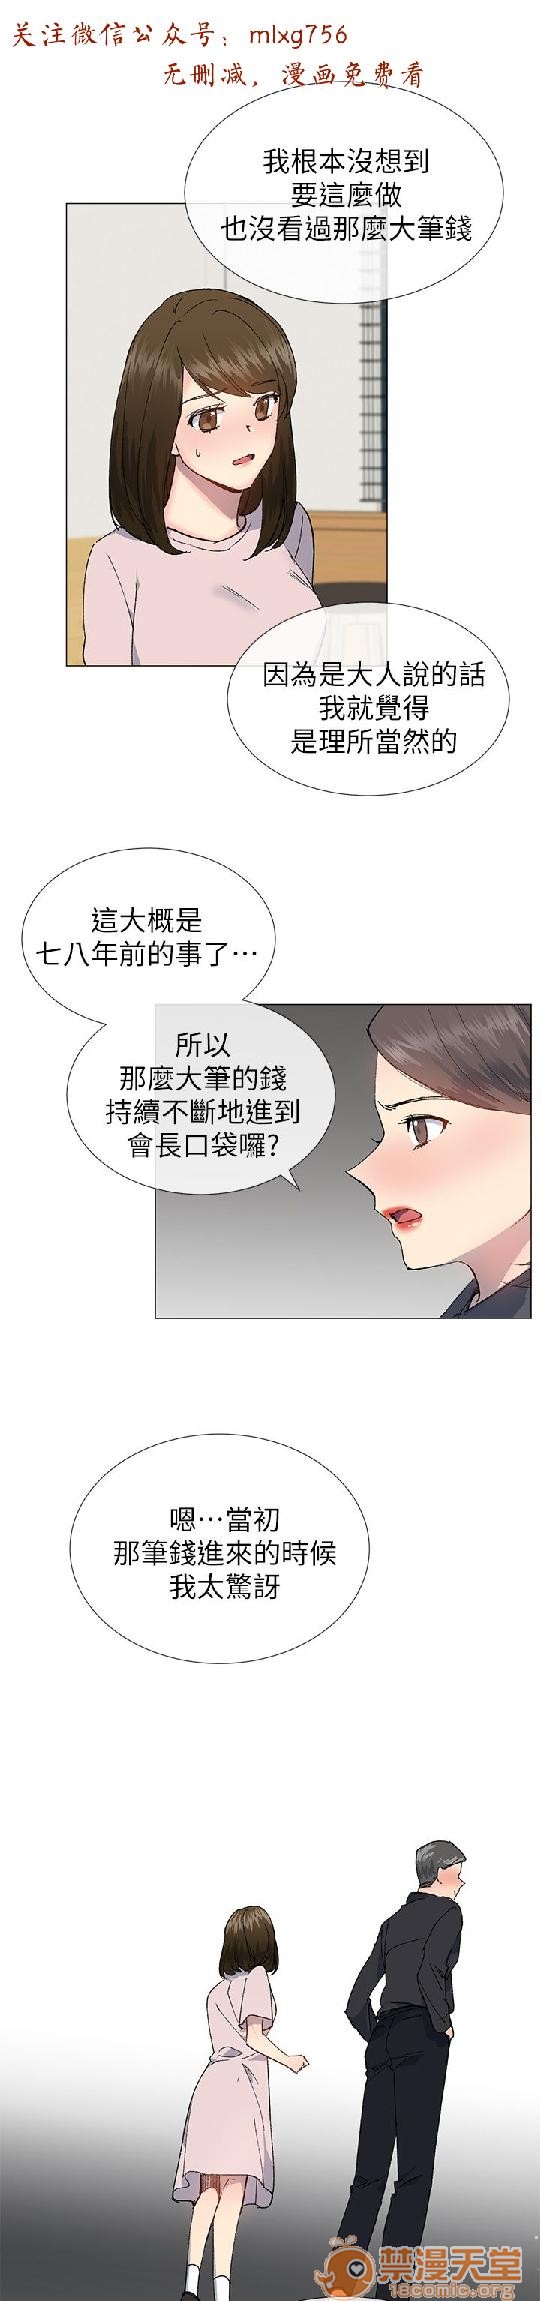 关注微信公众号：mlxg756
无删减，漫画免费看
我根本沒想到
要這麼做
也沒看過那麼大筆錢
因為是大人說的話
我就覺得
是理所當然的
這大概是
七八年前的事了…
所以
那麼大筆的錢
持續不斷地進到
會長口袋囉?
嗯…當初
那筆錢進來的時候
我太驚訝
禁漫天堂
18comic.org